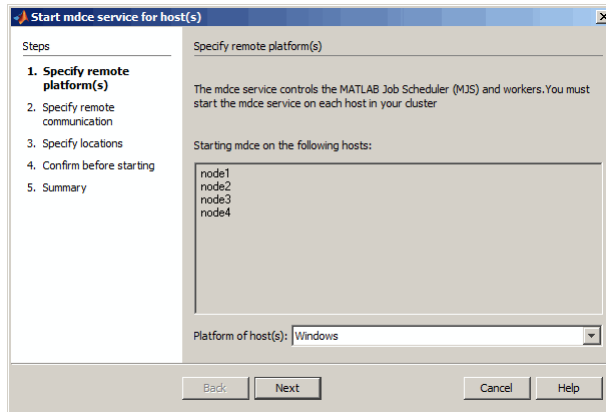 Start mdce service for host(s)
Steps
1. Specify remote
platform(s)
2. Specify remote
communication
3. Specify locations
4. Confirm before starting
5. Summary
Specify remote platform(s)
The mdce service controls the MATLAB Job Scheduler (MJS) and workers.You must
start the mdce service on each host in your cluster
Starting mdce on the following hosts:
node1
node2
node3
node4
Platform of host(s): Windows
Back Next Cancel Help